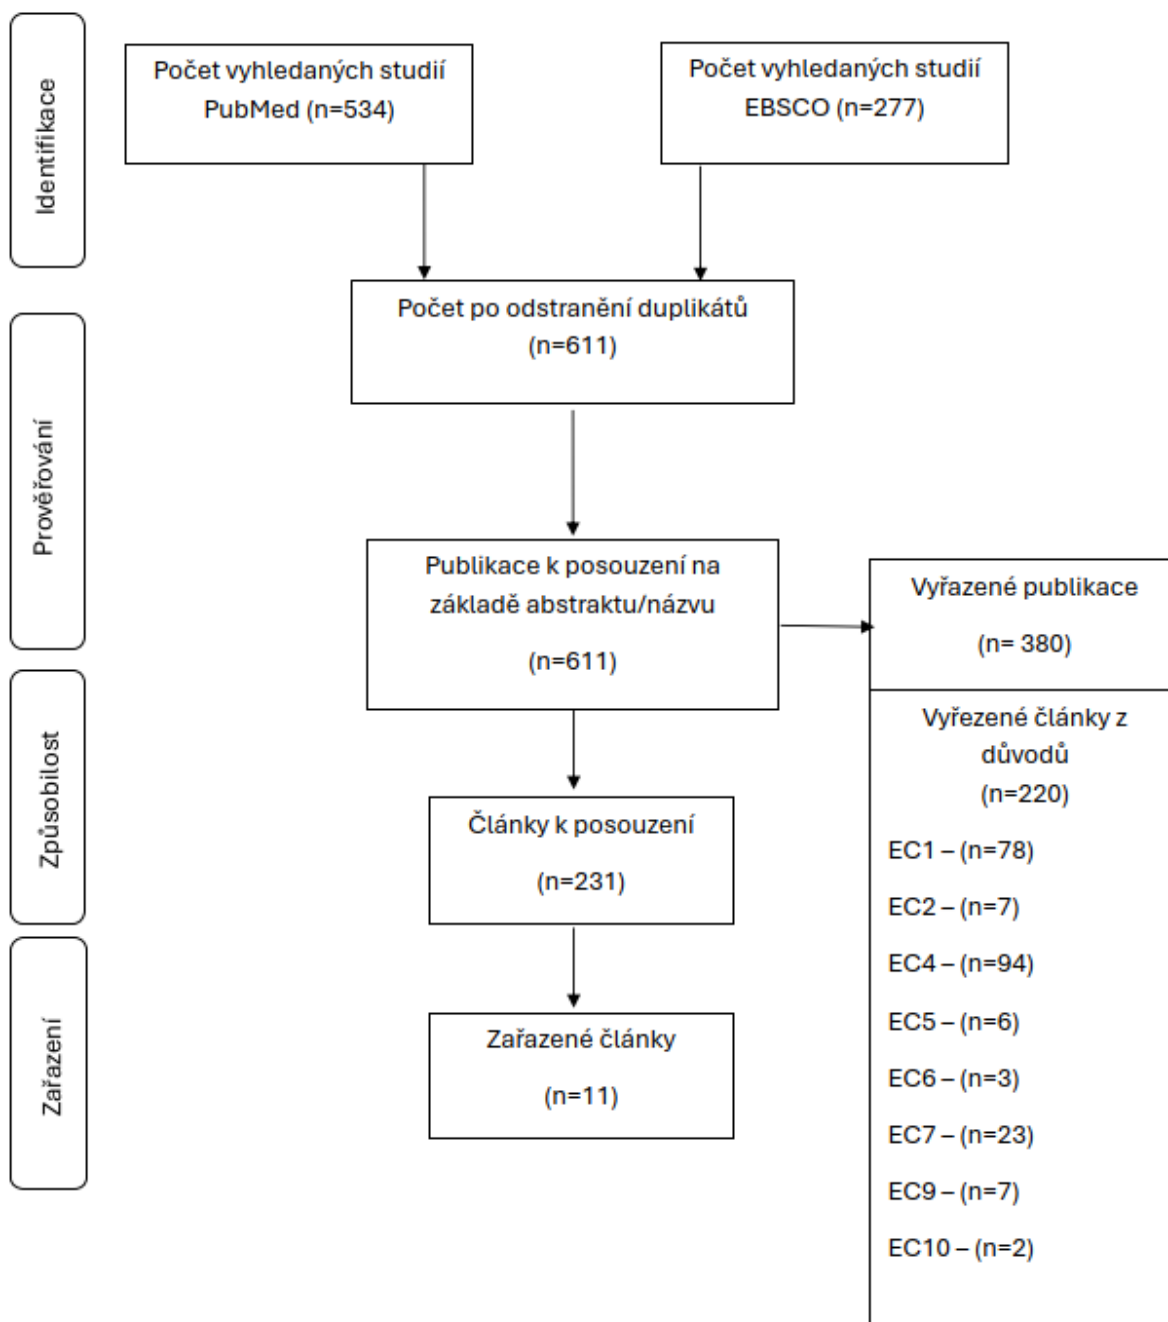 Identifikace
Počet vyhledaných studií
PubMed (n=534)
Počet vyhledaných studií
EBSCO (n=277)
Prověřování
Počet po odstranění duplikátů
(n=611)
Publikace k posouzení na
základě abstraktu/názvu
(n=611)
Vyřazené publikace
(n= 380)
Způsobilost
Články k posouzení
(n=231)
Vyřezené články z
důvodů
(n=220)
EC1 – (n=78)
EC2 – (n=7)
EC4 – (n=94)
EC5 – (n=6)
EC6 – (n=3)
EC7 – (n=23)
EC9 – (n=7)
EC10 – (n=2)
Zařazení
Zařazené články
(n=11)